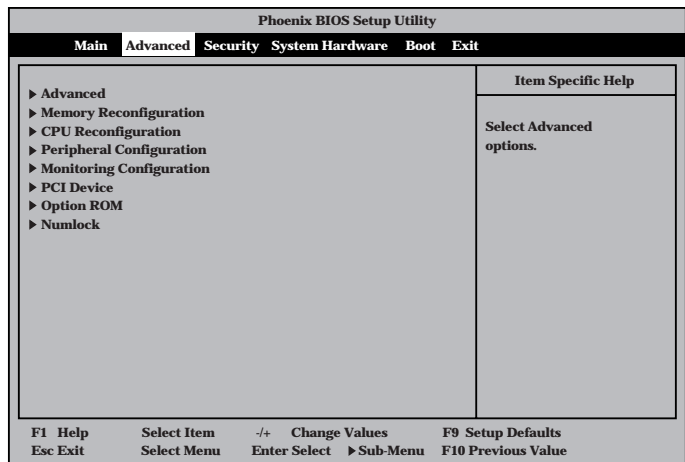 Phoenix BIOS Setup Utility
Main Advanced Security System Hardware Boot Exit
Item Specific Help
Select Advanced
options.
Advanced
Memory Reconfiguration
CPU Reconfiguration
Peripheral Configuration
Monitoring Configuration
PCI Device
Option ROM
Numlock
F1 Help Select Item -/+ Change Values F9 Setup Defaults
Esc Exit Select Menu Enter Select ▶ Sub-Menu F10 Previous Value